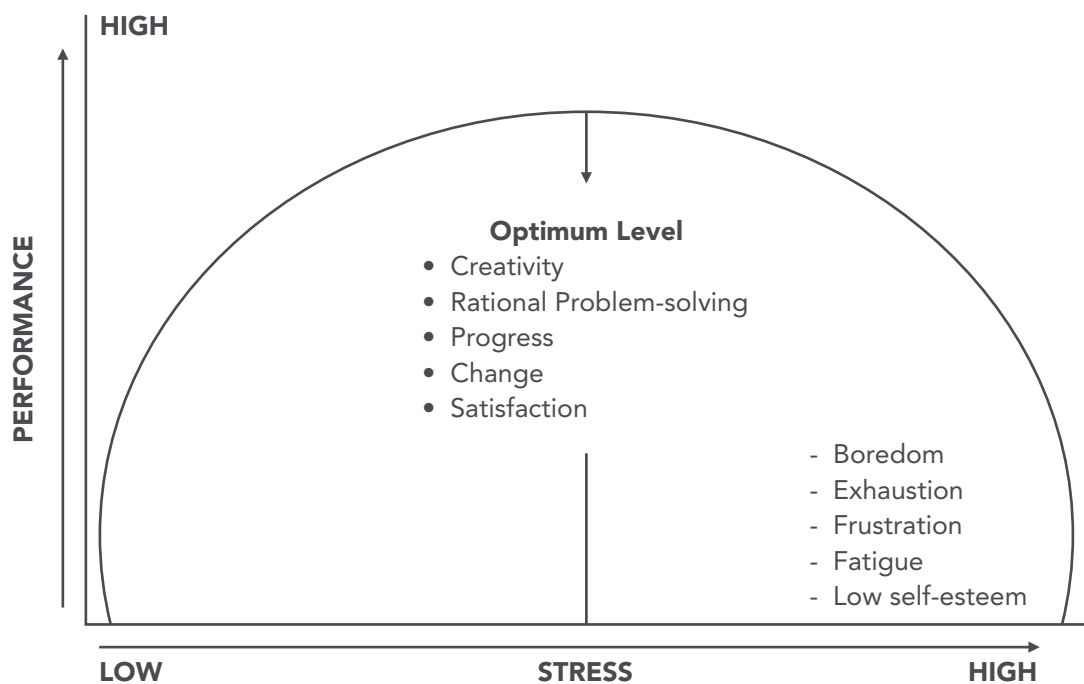 HIGH
PERFORMANCE
Optimum Level
• Creativity
• Rational Problem-solving
• Progress
• Change
• Satisfaction
- Boredom
- Exhaustion
- Frustration
- Fatigue
- Low self-esteem
LOW STRESS HIGH